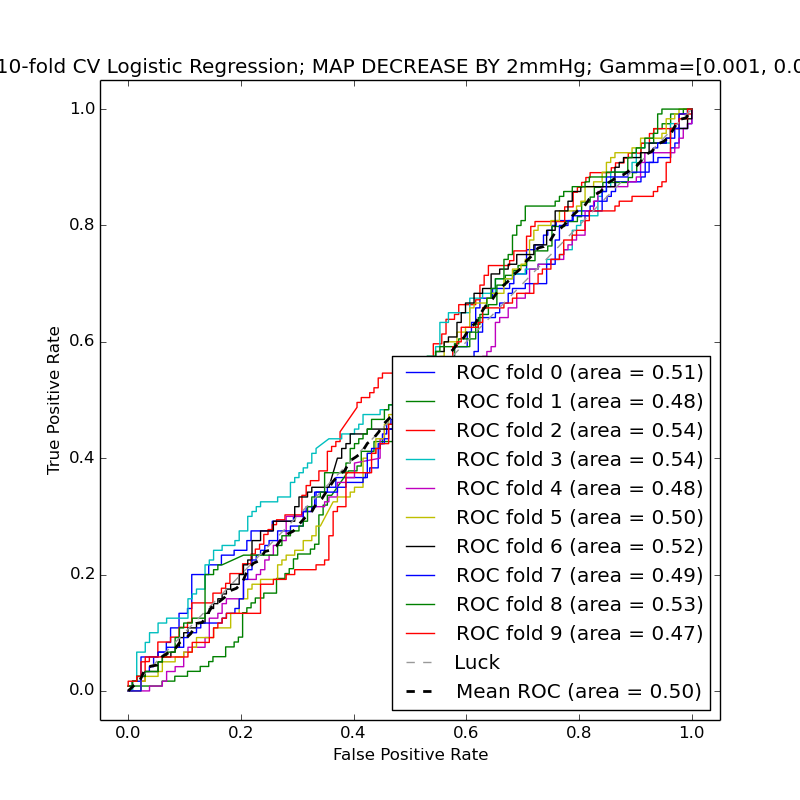 10-fold CV Logistic Regression; MAP DECREASE BY 2mmHg; Gamma=[0.001, 0.0
1.0
0.8
0.6
0.4
0.2
0.0
True Positive Rate
ROC fold 0 (area = 0.51)
ROC fold 1 (area = 0.48)
ROC fold 2 (area = 0.54)
ROC fold 3 (area = 0.54)
ROC fold 4 (area = 0.48)
ROC fold 5 (area = 0.50)
ROC fold 6 (area = 0.52)
ROC fold 7 (area = 0.49)
ROC fold 8 (area = 0.53)
ROC fold 9 (area = 0.47)
Luck
Mean ROC (area = 0.50)
0.0 0.2 0.4 0.6 0.8 1.0
False Positive Rate